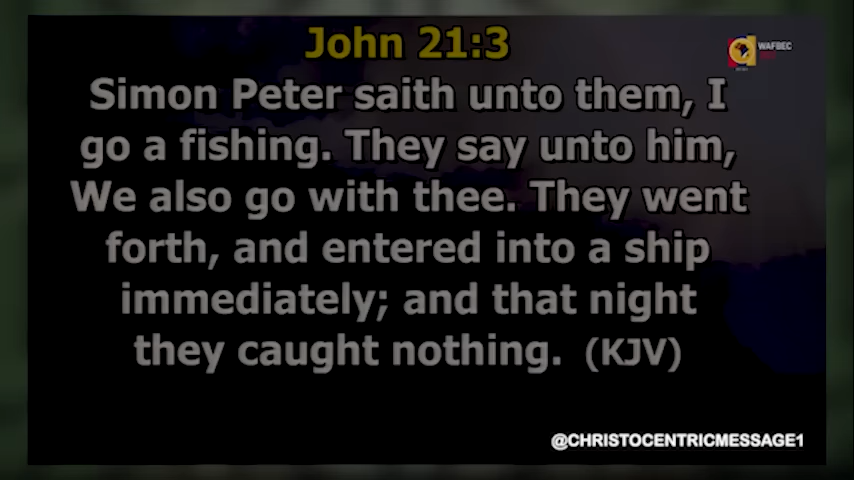 John 21:3
WAFBEC
Simon Peter saith unto them, I
go a fishing. They say unto him,
We also go with thee. They went
forth, and entered into a ship
immediately; and that night
they caught nothing. (KJV)
@CHRISTOCENTRICMESSAGE1